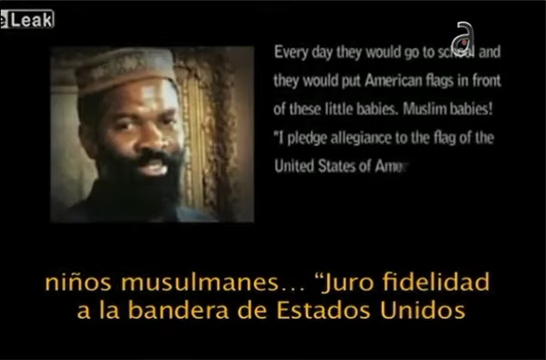 Leak
Every day they would go to school and
they would put American flags in front
of these little babies. Muslim babies!
"I pledge allegiance to the flag of the
United States of Ame
niños musulmanes... “Juro fidelidad
a la bandera de Estados Unidos